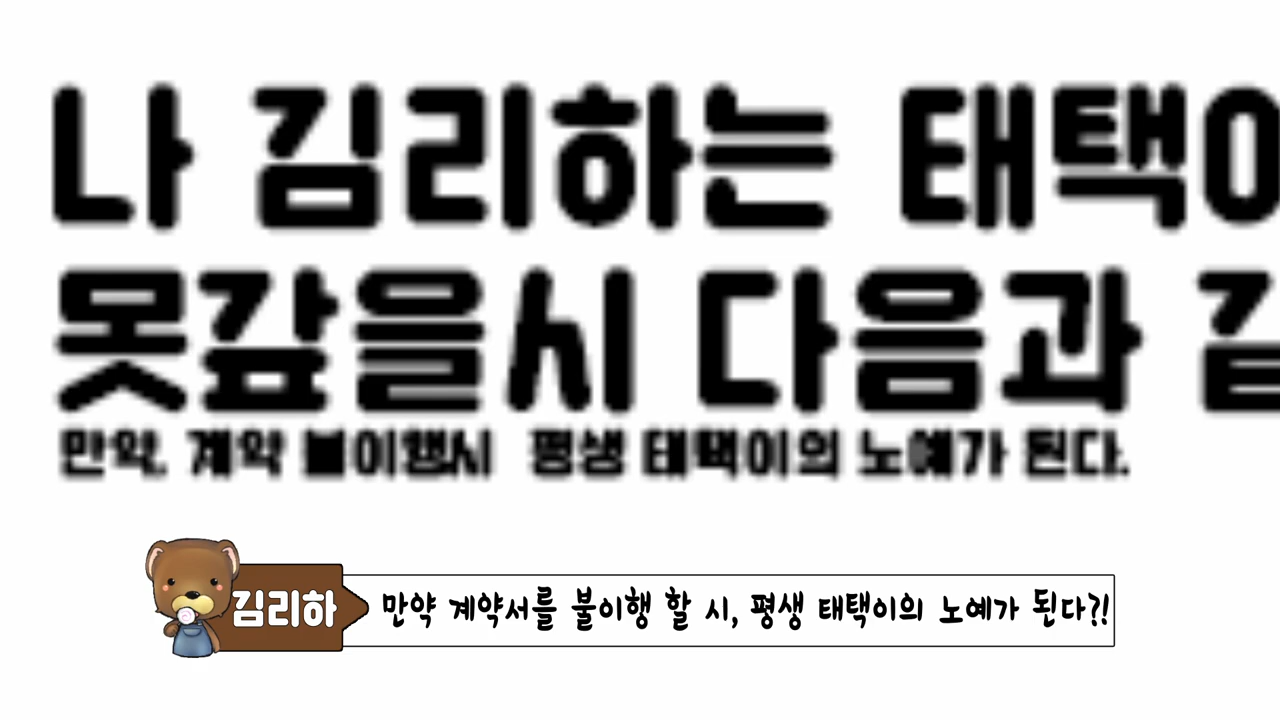 나 김리하는 태택이
못갚을시 다음과 같
만약. 계약 불이행시 평생 태택이의 노예가 된다.
김리하
만약 계약서를 불이행 할 시, 평생 태택이의 노예가 된다?!